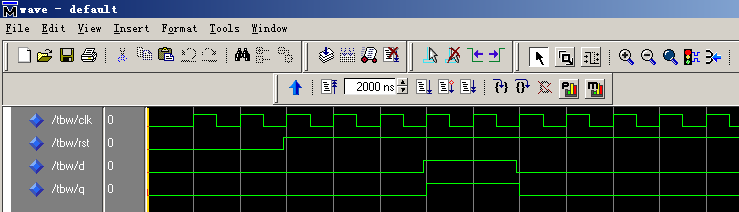 wave - default
File Edit View Insert Format Tools Window
2000 ns
/tbw/clk 0
/tbw/rst 0
/tbw/d 0
/tbw/q 0